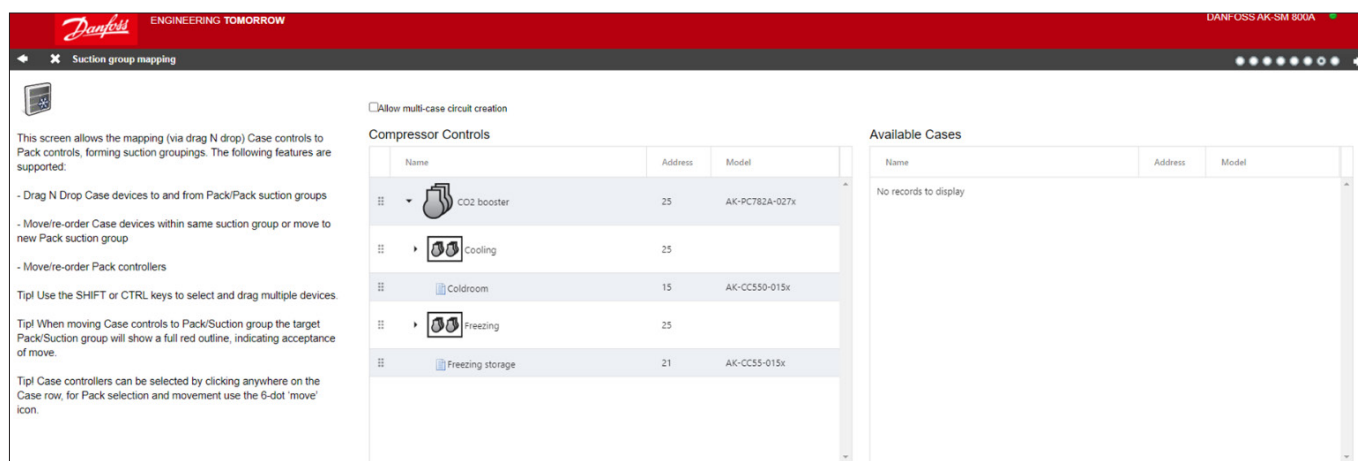 Danfoss
ENGINEERING TOMORROW
DANFOSS AK-SM 800A
Suction group mapping
This screen allows the mapping (via drag N drop) Case controls to
Pack controls, forming suction groupings. The following features are
supported:
- Drag N Drop Case devices to and from Pack/Pack suction groups
- Move/re-order Case devices within same suction group or move to
new Pack suction group
- Move/re-order Pack controllers
Tip! Use the SHIFT or CTRL keys to select and drag multiple devices.
Tip! When moving Case controls to Pack/Suction group the target
Pack/Suction group will show a full red outline, indicating acceptance
of move.
Tip! Case controllers can be selected by clicking anywhere on the
Case row, for Pack selection and movement use the 6-dot 'move'
icon.
Allow multi-case circuit creation
Compressor Controls
Name Address Model
CO2 booster 25 AK-PC782A-027x
Cooling 25
Coldroom 15 AK-CC550-015x
Freezing 25
Freezing storage 21 AK-CC55-015x
Available Cases
Name Address Model
No records to display